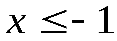 x ≤- 1